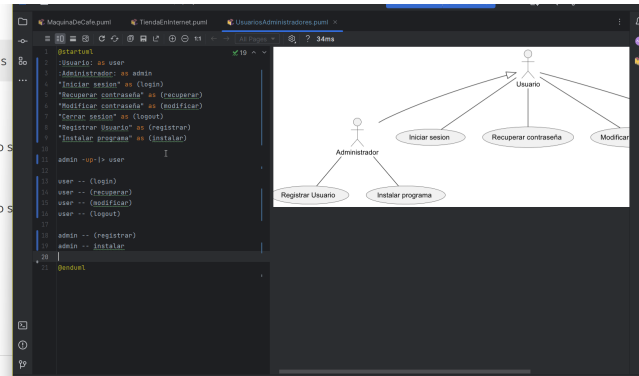 MaquinaDeCafe.puml TiendaEnInternet.puml UsuariosAdministradores.puml
1:1 All Pages ? 34ms
1 @startuml 19
2 :Usuario: as user
3 :Administrador: as admin
4 "Iniciar sesion" as (login)
5 "Recuperar contraseña" as (recuperar)
6 "Modificar contraseña" as (modificar)
7 "Cerrar sesion" as (logout)
8 "Registrar Usuario" as (registrar)
9 "Instalar programa" as (instalar)
10
11 admin -up-|> user
12
13 user -- (login)
14 user -- (recuperar)
15 user -- (modificar)
16 user -- (logout)
17
18 admin -- (registrar)
19 admin -- instalar
20
21 @enduml
Usuario
Iniciar sesion Recuperar contraseña Modificar
Administrador
Registrar Usuario Instalar programa